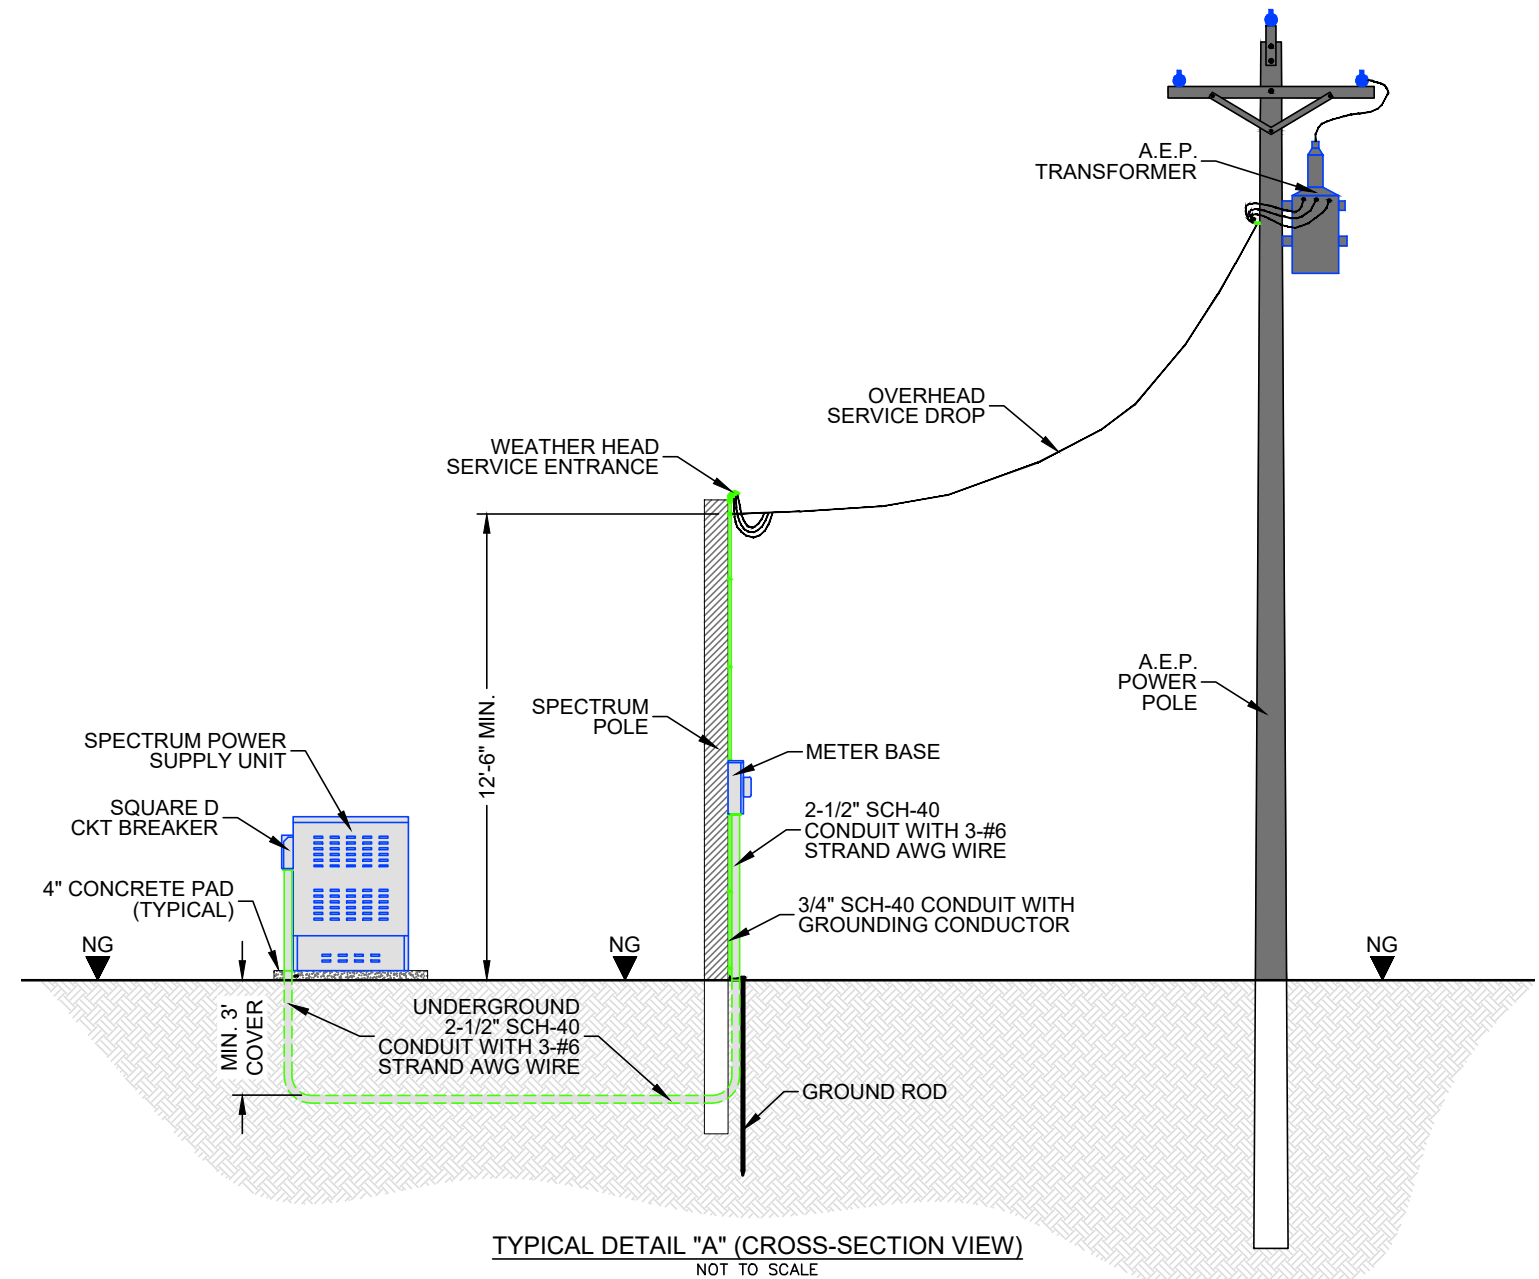 A.E.P.
TRANSFORMER
OVERHEAD
SERVICE DROP
WEATHER HEAD
SERVICE ENTRANCE
A.E.P.
POWER
POLE
12'-6" MIN.
SPECTRUM
POLE
SPECTRUM POWER
SUPPLY UNIT
METER BASE
SQUARE D
CKT BREAKER
2-1/2" SCH-40
CONDUIT WITH 3-#6
STRAND AWG WIRE
4" CONCRETE PAD
(TYPICAL)
3/4" SCH-40 CONDUIT WITH
GROUNDING CONDUCTOR
NG
NG
NG
MIN. 3'
COVER
UNDERGROUND
2-1/2" SCH-40
CONDUIT WITH 3-#6
STRAND AWG WIRE
GROUND ROD
TYPICAL DETAIL "A" (CROSS-SECTION VIEW)
NOT TO SCALE